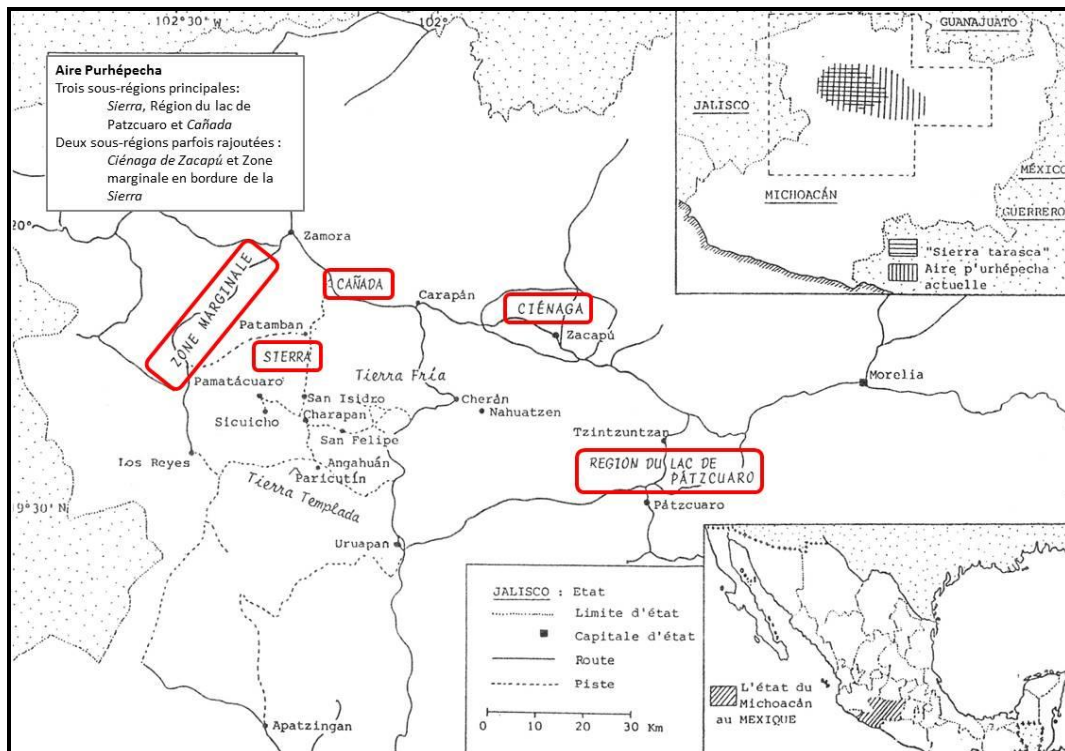 102°30' W
102°
Aire Purhépecha
Trois sous-régions principales:
Sierra, Région du lac de
Patzcuaro et Cañada
Deux sous-régions parfois rajoutées :
Ciénaga de Zacapú et Zone
marginale en bordure de la
Sierra
GUANAJUATO
JALISCO
MICHOACÁN
MÉXICO
GUERRERO
"Sierra tarasca"
Aire p'urhépecha
actuelle
20°
Zamora
ZONE MARGINALE
CAÑADA
Carapán
CIÉNAGA
Zacapú
Patamban
SIERRA
Tierra Fría
Morelia
Pamatácuaro
San Isidro
Cherán
Charapan
Nahuatzen
Sicuicho
San Felipe
Tzintzuntzan
Los Reyes
Angahuán
REGION DU LAC DE
PÁTZCUARO
Paricutín
Tierra Templada
9°30' N
Pátzcuaro
Uruapan
JALISCO : Etat
Limite d'état
Capitale d'état
Route
Piste
0 10 20 30 Km
Apatzingan
L'état du
Michoacán
au MEXIQUE